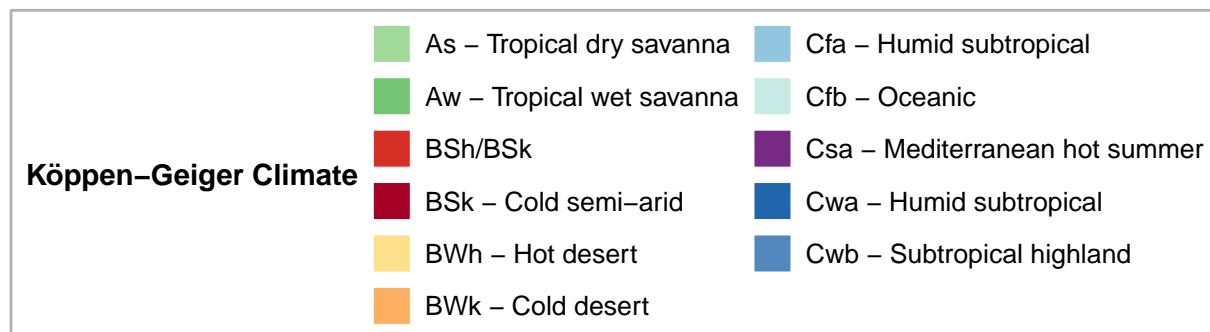 Köppen−Geiger Climate
As − Tropical dry savanna
Aw − Tropical wet savanna
BSh/BSk
BSk − Cold semi−arid
BWh − Hot desert
BWk − Cold desert
Cfa − Humid subtropical
Cfb − Oceanic
Csa − Mediterranean hot summer
Cwa − Humid subtropical
Cwb − Subtropical highland